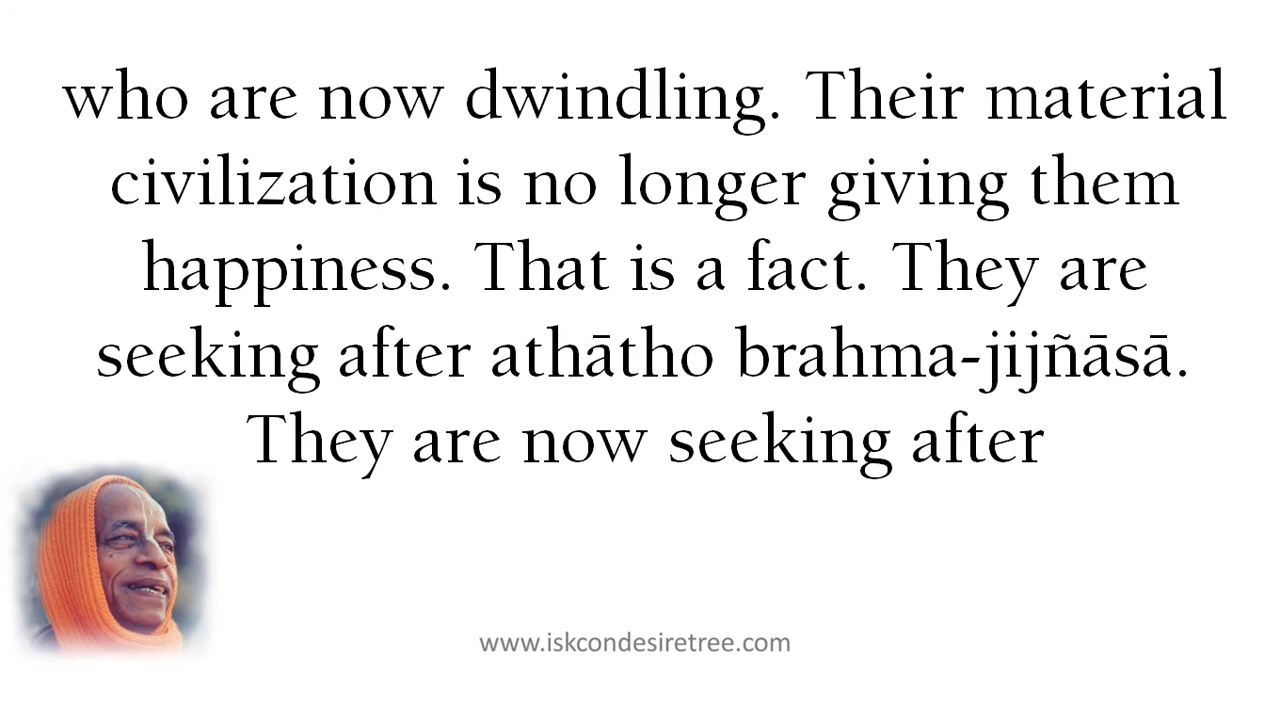 who are now dwindling. Their material
civilization is no longer giving them
happiness. That is a fact. They are
seeking after athātho brahma-jijñāsā.
They are now seeking after
www.iskcondesiretree.com